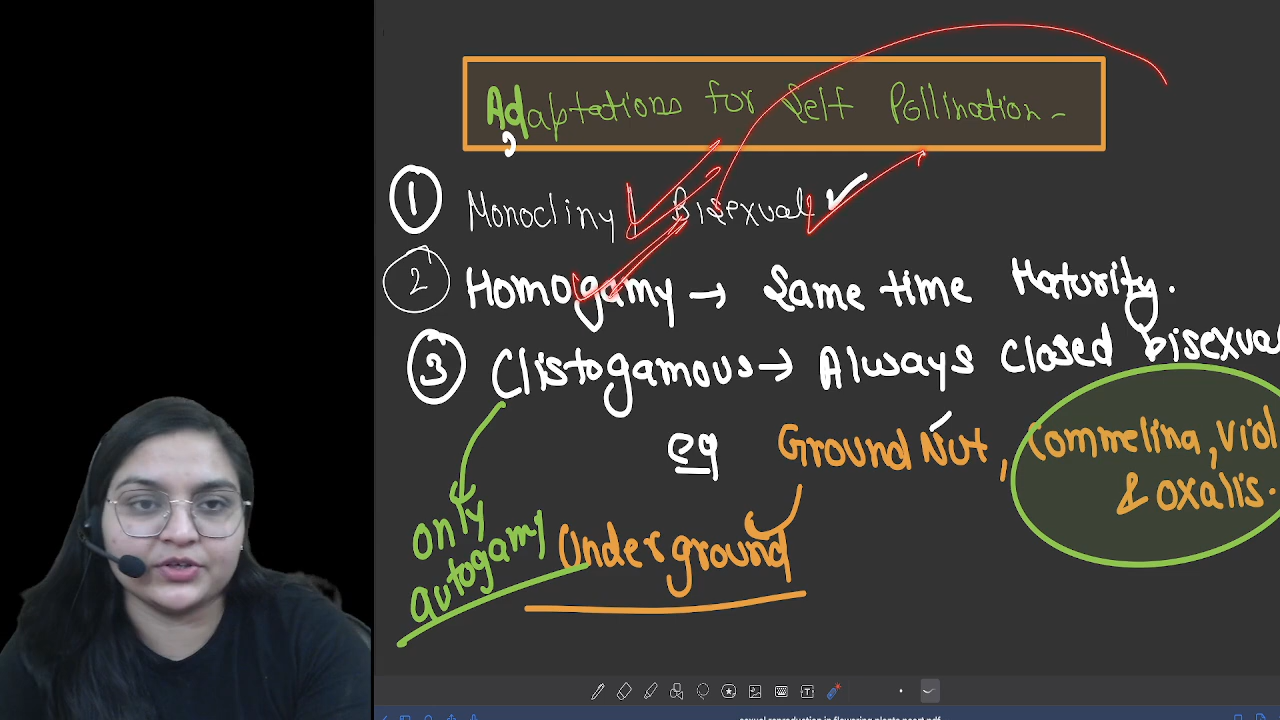 Adaptations for Self Pollination -
① Monocliny | Bisexual ✓
② Homogamy → Same time Maturity.
③ Clistogamous → Always Closed Bisexual
eg Ground Nut, Commelina, Viol
& oxalis.
only
autogamy
Underground